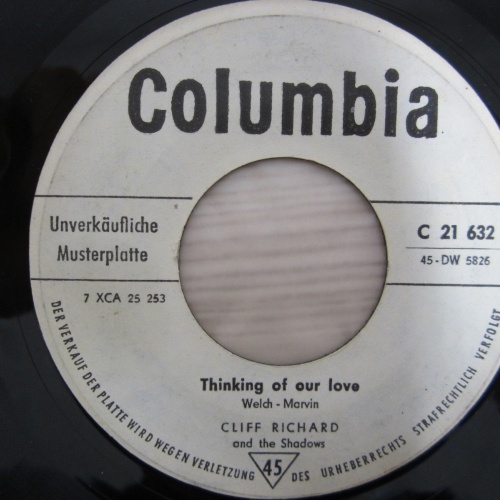 Columbia
Unverkäufliche
Musterplatte
C 21 632
45-DW 5826
7 XCA 25 253
Thinking of our love
Welch - Marvin
CLIFF RICHARD
and the Shadows
45
DER VERKAUF DER PLATTE WIRD WEGEN VERLETZUNG DES URHEBERRECHTS STRAFRECHTLICH VERFOLGT